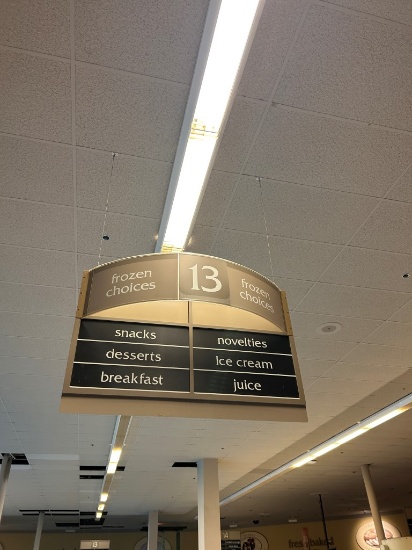 frozen
choices
13
frozen
choices
snacks
desserts
breakfast
novelties
Ice cream
juice